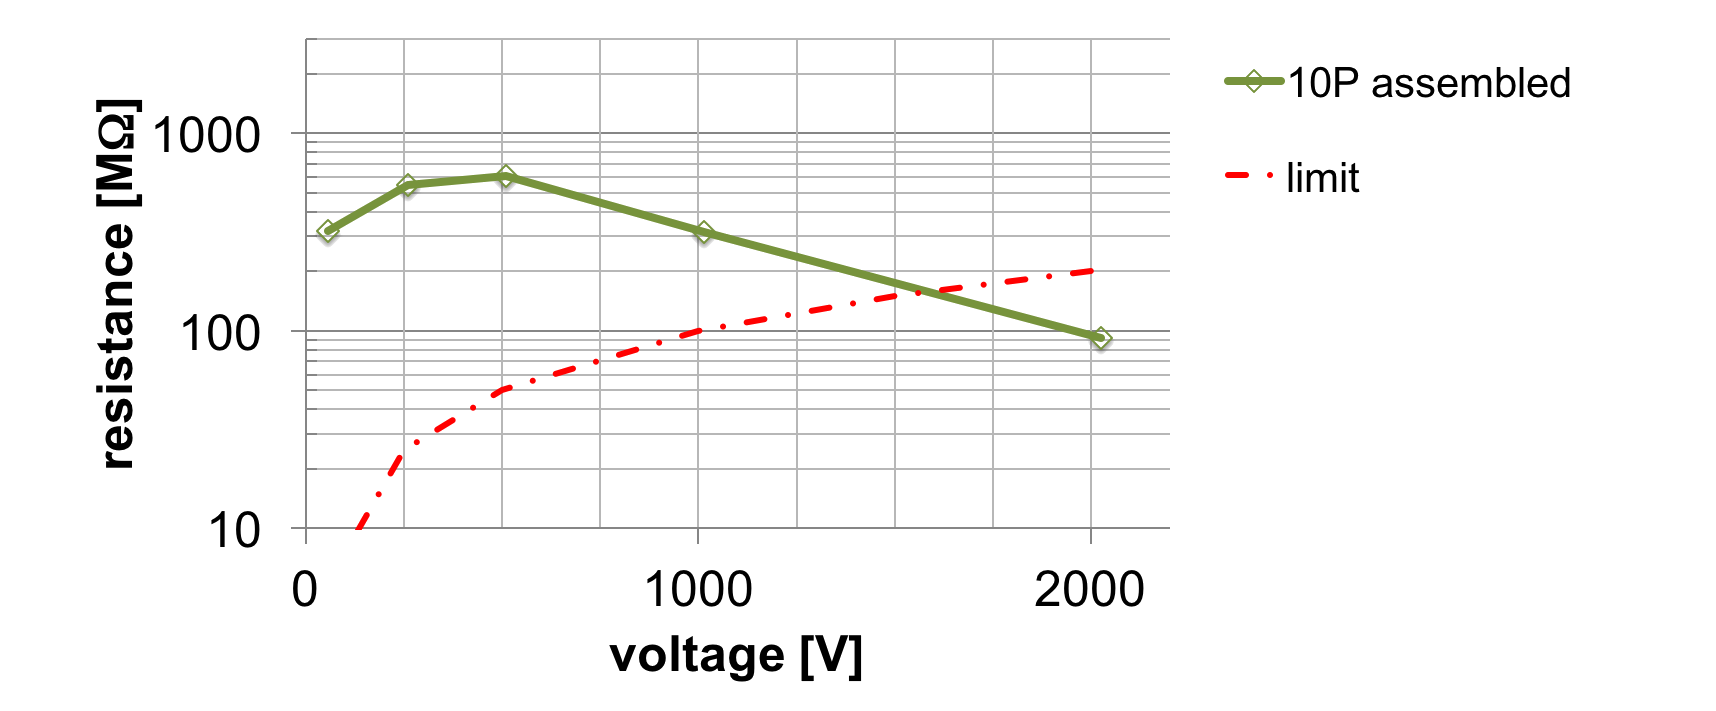 10P assembled
limit
resistance [MΩ]
1000
100
10
0 1000 2000
voltage [V]